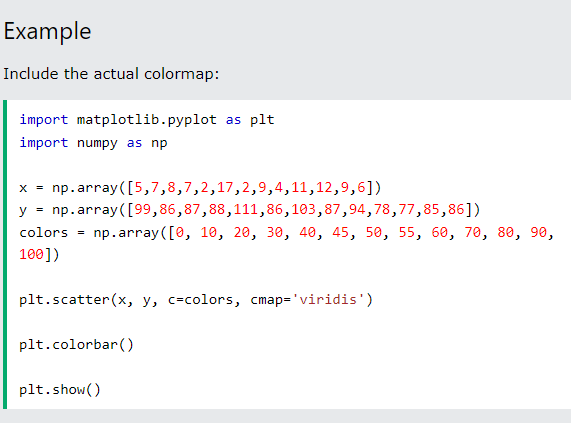 Example
Include the actual colormap:
import matplotlib.pyplot as plt
import numpy as np
x = np.array([5,7,8,7,2,17,2,9,4,11,12,9,6])
y = np.array([99,86,87,88,111,86,103,87,94,78,77,85,86])
colors = np.array([0, 10, 20, 30, 40, 45, 50, 55, 60, 70, 80, 90,
100])
plt.scatter(x, y, c=colors, cmap='viridis')
plt.colorbar()
plt.show()